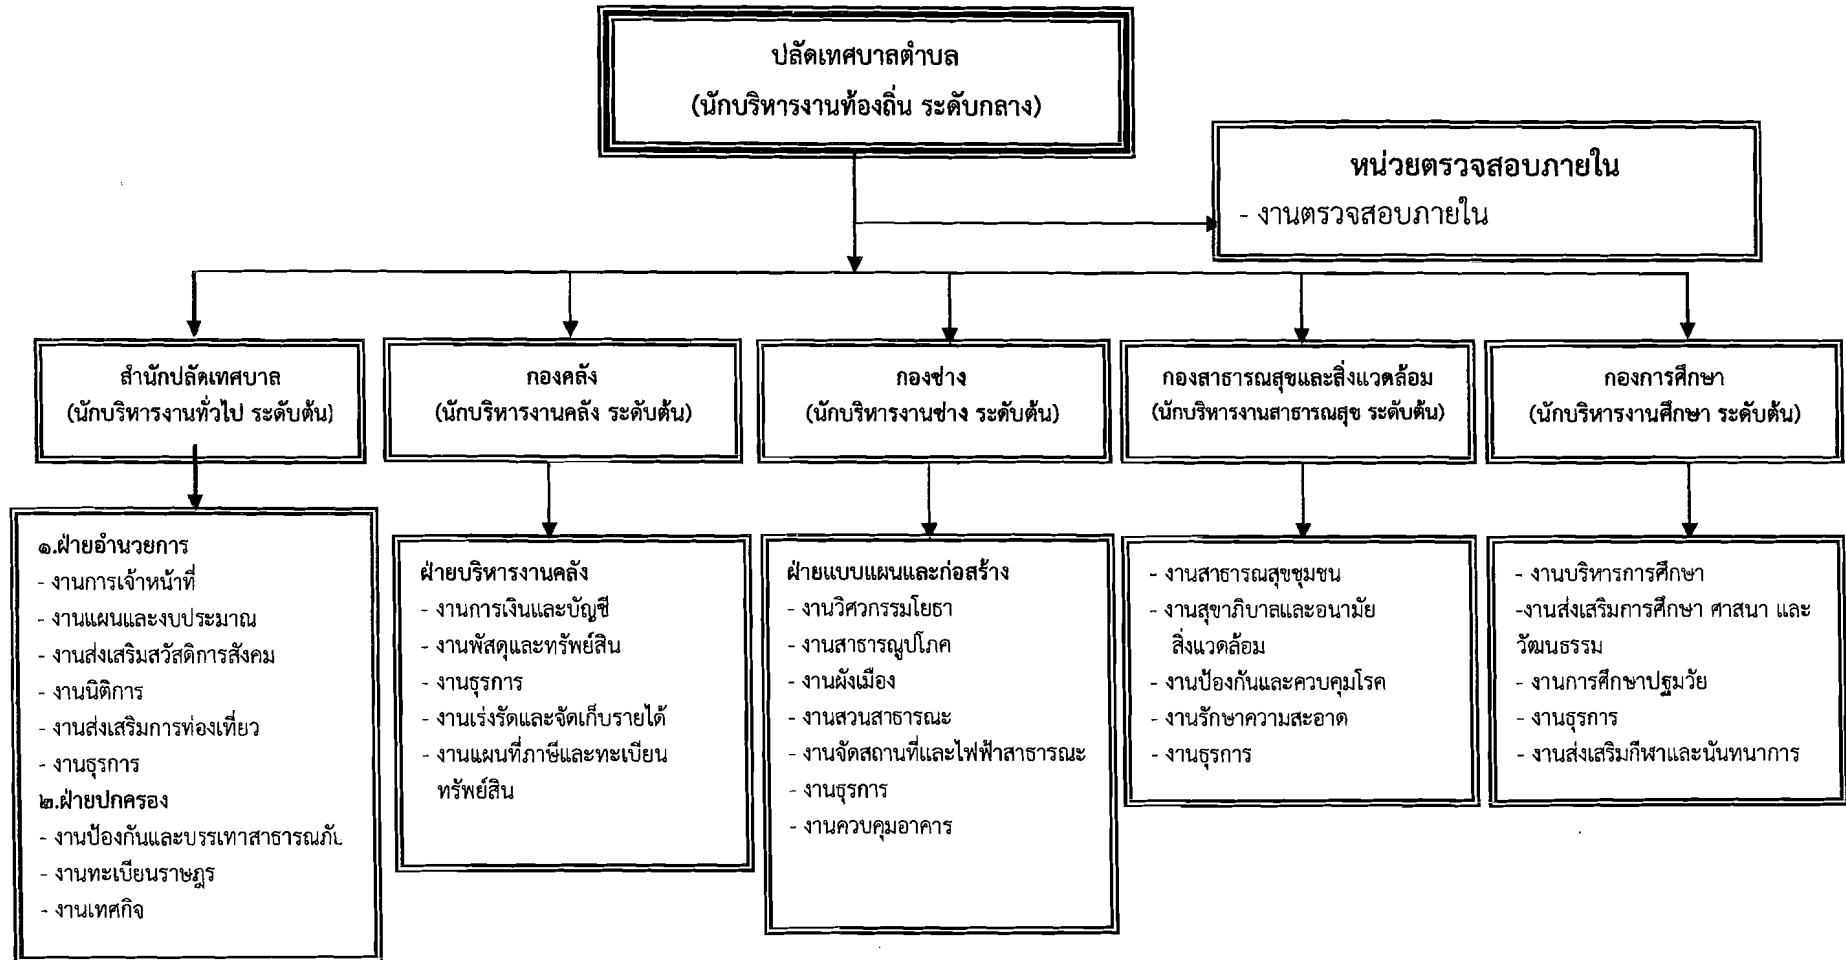 ปลัดเทศบาลตำบล
(นักบริหารงานท้องถิ่น ระดับกลาง)
หน่วยตรวจสอบภายใน
- งานตรวจสอบภายใน
สำนักปลัดเทศบาล
(นักบริหารงานทั่วไป ระดับต้น)
กองคลัง
(นักบริหารงานคลัง ระดับต้น)
กองช่าง
(นักบริหารงานช่าง ระดับต้น)
กองสาธารณสุขและสิ่งแวดล้อม
(นักบริหารงานสาธารณสุข ระดับต้น)
กองการศึกษา
(นักบริหารงานศึกษา ระดับต้น)
๑.ฝ่ายอำนวยการ
- งานการเจ้าหน้าที่
- งานแผนและงบประมาณ
- งานส่งเสริมสวัสดิการสังคม
- งานนิติการ
- งานส่งเสริมการท่องเที่ยว
- งานธุรการ
๒.ฝ่ายปกครอง
- งานป้องกันและบรรเทาสาธารณภัย
- งานทะเบียนราษฎร
- งานเทศกิจ
ฝ่ายบริหารงานคลัง
- งานการเงินและบัญชี
- งานพัสดุและทรัพย์สิน
- งานธุรการ
- งานเร่งรัดและจัดเก็บรายได้
- งานแผนที่ภาษีและทะเบียน
ทรัพย์สิน
ฝ่ายแบบแผนและก่อสร้าง
- งานวิศวกรรมโยธา
- งานสาธารณูปโภค
- งานผังเมือง
- งานสวนสาธารณะ
- งานจัดสถานที่และไฟฟ้าสาธารณะ
- งานธุรการ
- งานควบคุมอาคาร
- งานสาธารณสุขชุมชน
- งานสุขาภิบาลและอนามัย
สิ่งแวดล้อม
- งานป้องกันและควบคุมโรค
- งานรักษาความสะอาด
- งานธุรการ
- งานบริหารการศึกษา
-งานส่งเสริมการศึกษา ศาสนา และ
วัฒนธรรม
- งานการศึกษาปฐมวัย
- งานธุรการ
- งานส่งเสริมกีฬาและนันทนาการ